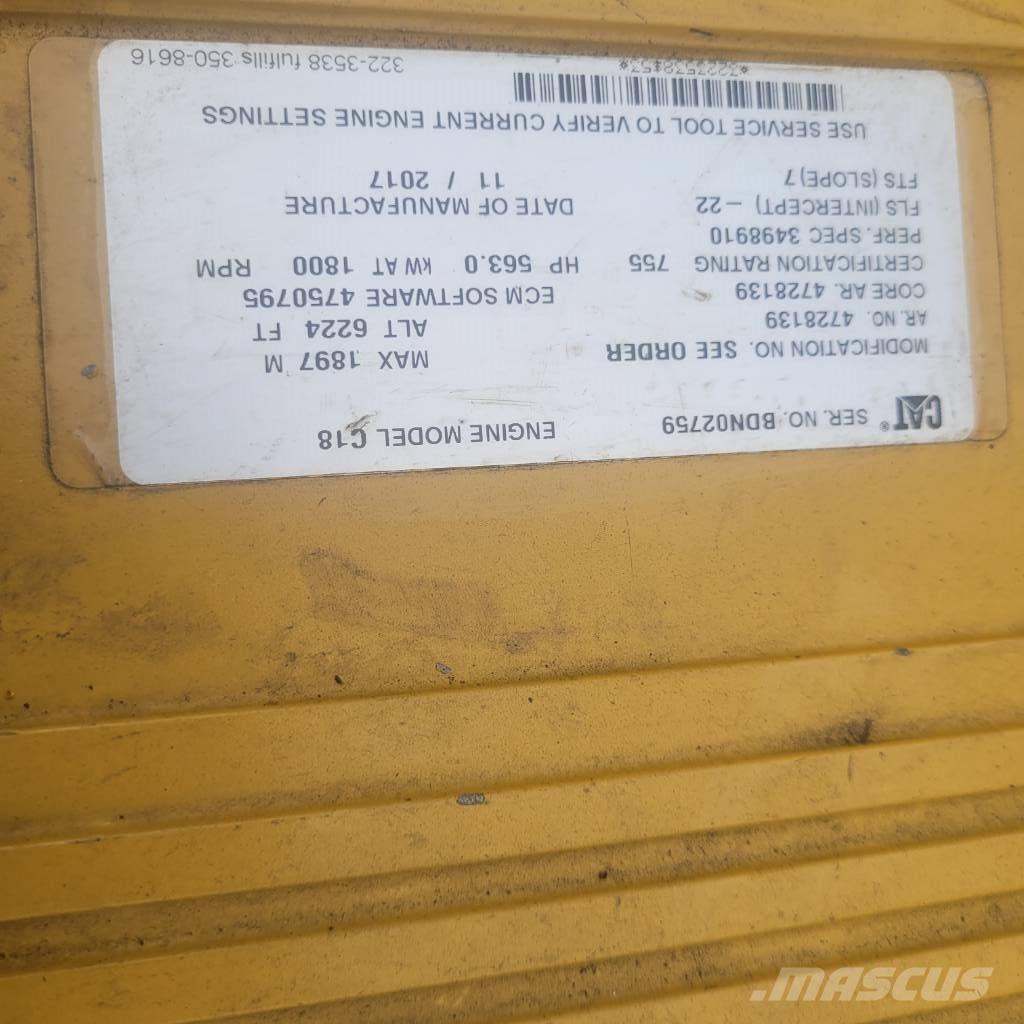 CAT® SER. NO. BDN02759 ENGINE MODEL C18
MODIFICATION NO. SEE ORDER MAX 1897 M
AR. NO. 4728139 ALT 6224 FT
CORE AR. 4728139 ECM SOFTWARE 4750795
CERTIFICATION RATING 755 HP 563.0 kW AT 1800 RPM
PERF. SPEC 3498910
FLS (INTERCEPT) -22 DATE OF MANUFACTURE
FTS (SLOPE) 7 11 / 2017
USE SERVICE TOOL TO VERIFY CURRENT ENGINE SETTINGS
322-3538 fulfills 350-8616
.MASCUS